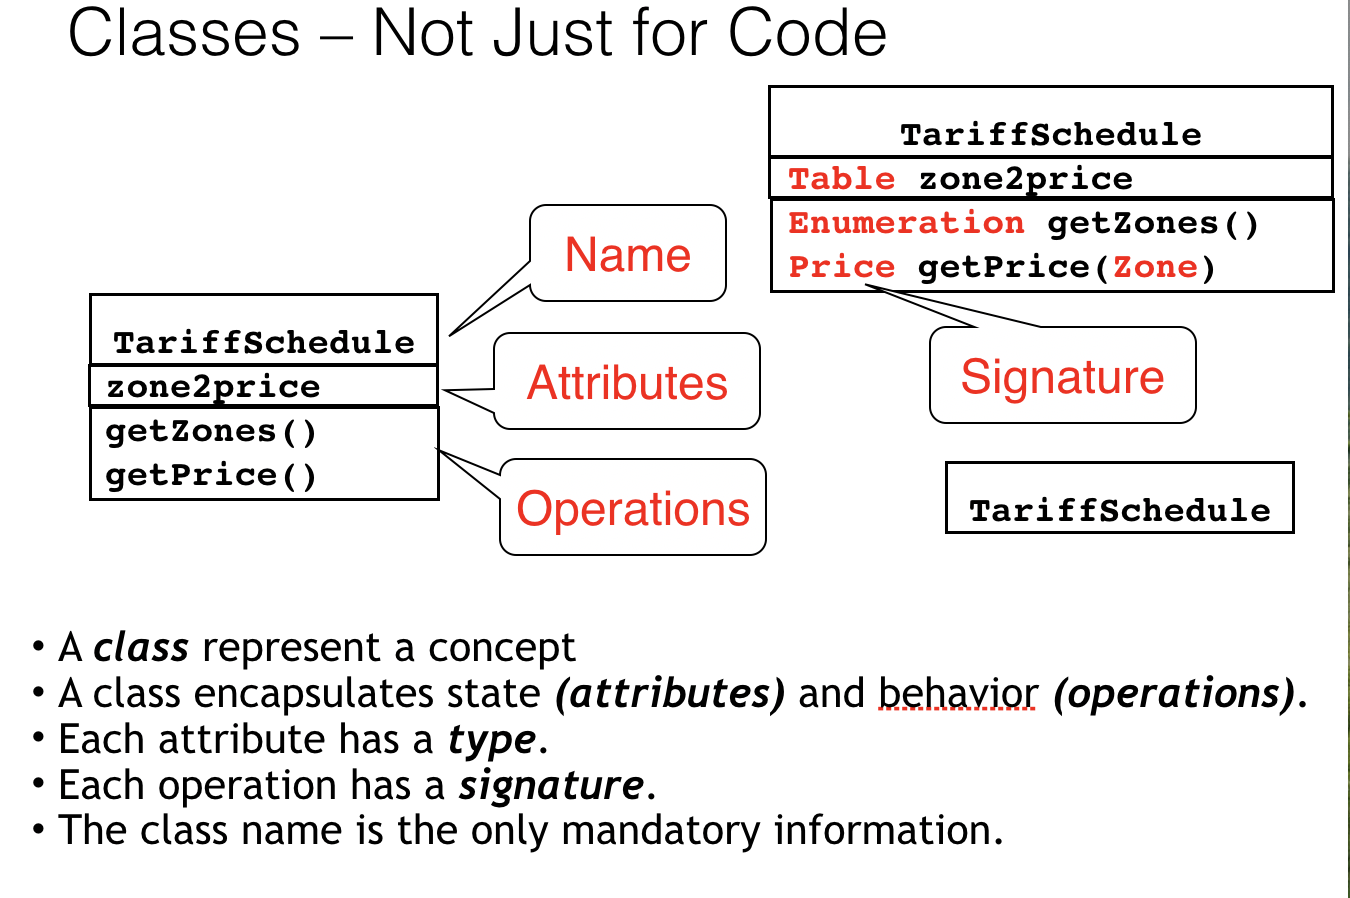 Classes – Not Just for Code
TariffSchedule
Table zone2price
Enumeration getZones()
Price getPrice(Zone)
Signature
Name
Attributes
Operations
TariffSchedule
zone2price
getZones()
getPrice()
TariffSchedule
• A class represent a concept
• A class encapsulates state (attributes) and behavior (operations).
• Each attribute has a type.
• Each operation has a signature.
• The class name is the only mandatory information.